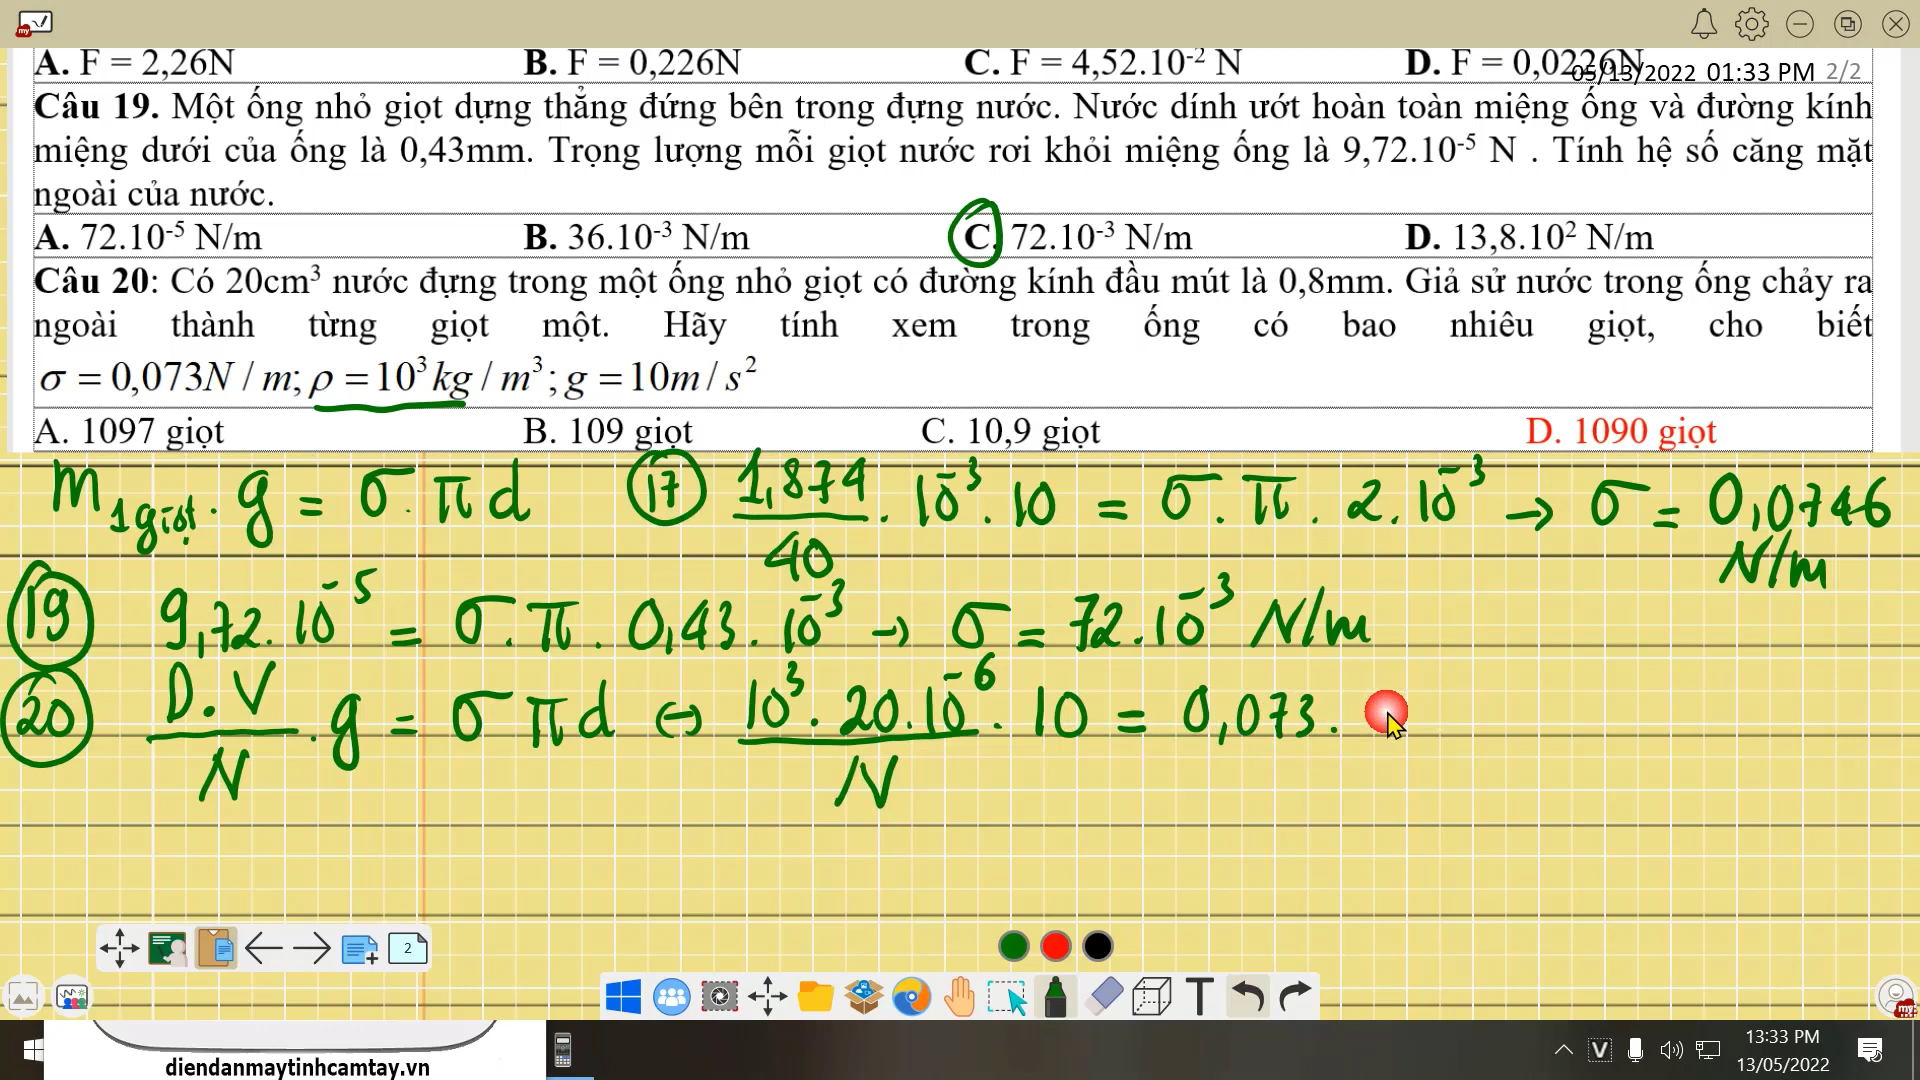 A. F = 2,26N B. F = 0,226N C. F = 4,52.10⁻² N D. F = 0,0226N
05/13/2022 01:33 PM 2/2
Câu 19. Một ống nhỏ giọt dựng thẳng đứng bên trong đựng nước. Nước dính ướt hoàn toàn miệng ống và đường kính
miệng dưới của ống là 0,43mm. Trọng lượng mỗi giọt nước rơi khỏi miệng ống là 9,72.10⁻⁵ N . Tính hệ số căng mặt
ngoài của nước.
A. 72.10⁻⁵ N/m B. 36.10⁻³ N/m C. 72.10⁻³ N/m D. 13,8.10² N/m
Câu 20: Có 20cm³ nước đựng trong một ống nhỏ giọt có đường kính đầu mút là 0,8mm. Giả sử nước trong ống chảy ra
ngoài thành từng giọt một. Hãy tính xem trong ống có bao nhiêu giọt, cho biết
σ = 0,073N / m; ρ = 10³ kg / m³ ; g = 10m / s²
A. 1097 giọt B. 109 giọt C. 10,9 giọt D. 1090 giọt
m 1giọt . g = σ. π d 17 1,874/40 . 10⁻³ . 10 = σ. π . 2. 10⁻³ → σ = 0,0746 N/m
19 9,72. 10⁻⁵ = σ. π . 0,43. 10⁻³ → σ = 72. 10⁻³ N/m
20 D.V/N . g = σ π d ↔ 10³. 20. 10⁻⁶/N . 10 = 0,073.
2
T
diendanmaytinhcamtay.vn
V
13:33 PM
13/05/2022